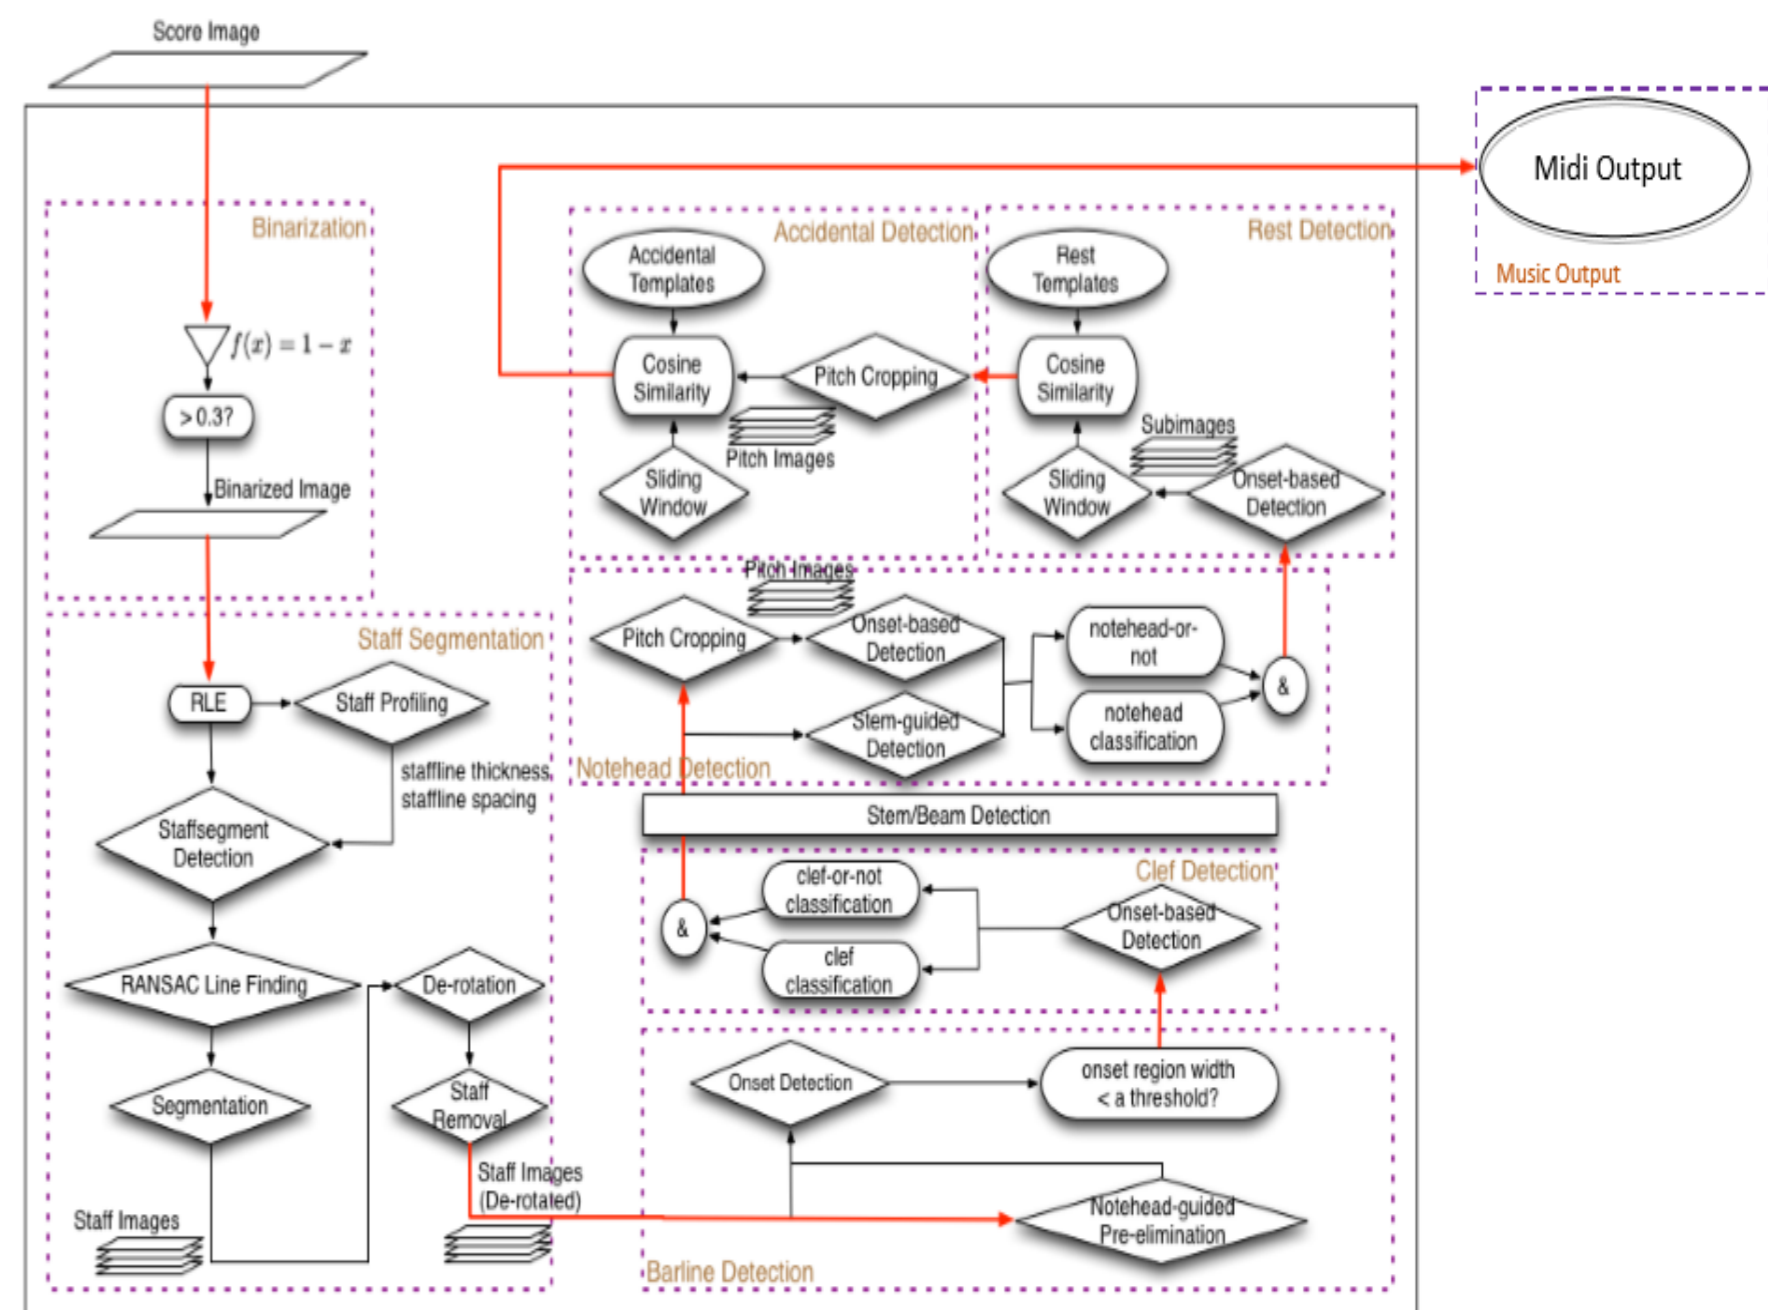 Score Image
Binarization
f(x) = 1 − x
> 0.3?
Binarized Image
Staff Segmentation
RLE
Staff Profiling
staffline thickness
staffline spacing
Staffsegment
Detection
RANSAC Line Finding
De-rotation
Segmentation
Staff
Removal
Staff Images
Staff Images
(De-rotated)
Barline Detection
Notehead-guided
Pre-elimination
Onset Detection
onset region width
< a threshold?
Clef Detection
Onset-based
Detection
clef-or-not
classification
clef
classification
&
Stem/Beam Detection
Notehead Detection
Pitch Cropping
Pitch Images
Onset-based
Detection
Stem-guided
Detection
notehead-or-
not
notehead
classification
&
Rest Detection
Rest
Templates
Cosine
Similarity
Subimages
Sliding
Window
Onset-based
Detection
Accidental Detection
Accidental
Templates
Cosine
Similarity
Pitch Cropping
Pitch Images
Sliding
Window
Midi Output
Music Output